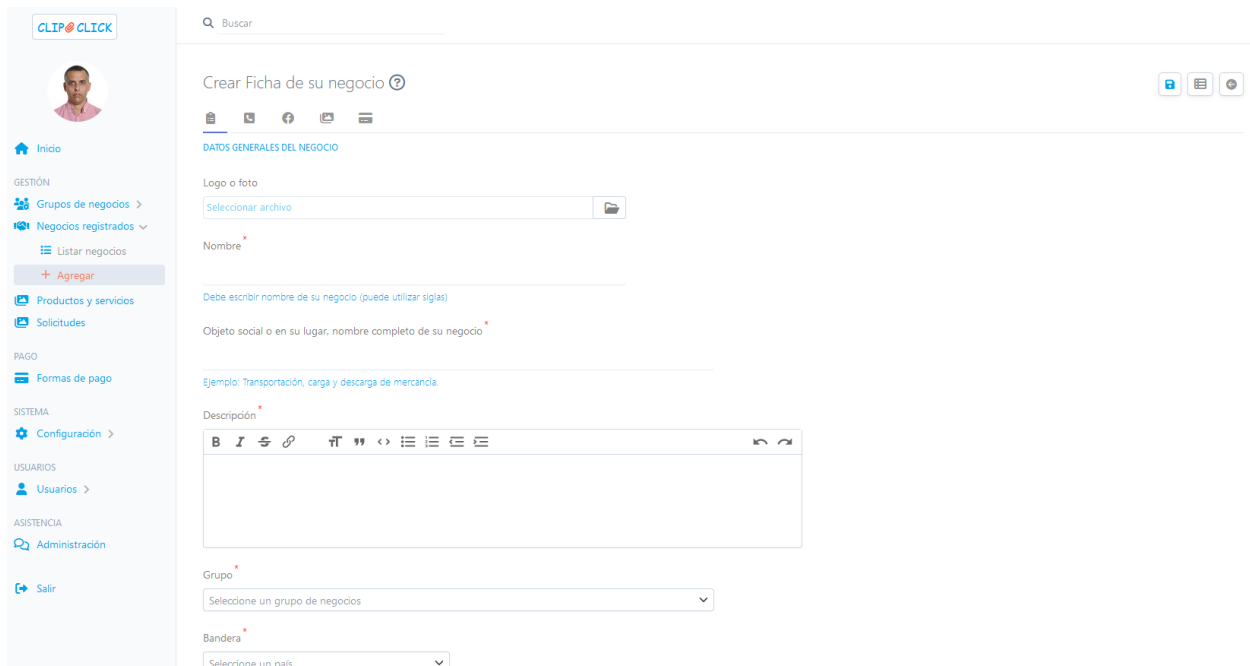 CLIP CLICK
Buscar
Crear Ficha de su negocio
Inicio
DATOS GENERALES DEL NEGOCIO
GESTIÓN
Logo o foto
Grupos de negocios
Seleccionar archivo
Negocios registrados
Nombre*
Listar negocios
Agregar
Debe escribir nombre de su negocio (puede utilizar siglas)
Productos y servicios
Solicitudes
Objeto social o en su lugar, nombre completo de su negocio*
PAGO
Formas de pago
Ejemplo: Transportación, carga y descarga de mercancía.
SISTEMA
Descripción*
Configuración
USUARIOS
Usuarios
ASISTENCIA
Administración
Grupo*
Salir
Seleccione un grupo de negocios
Bandera*
Seleccione un país